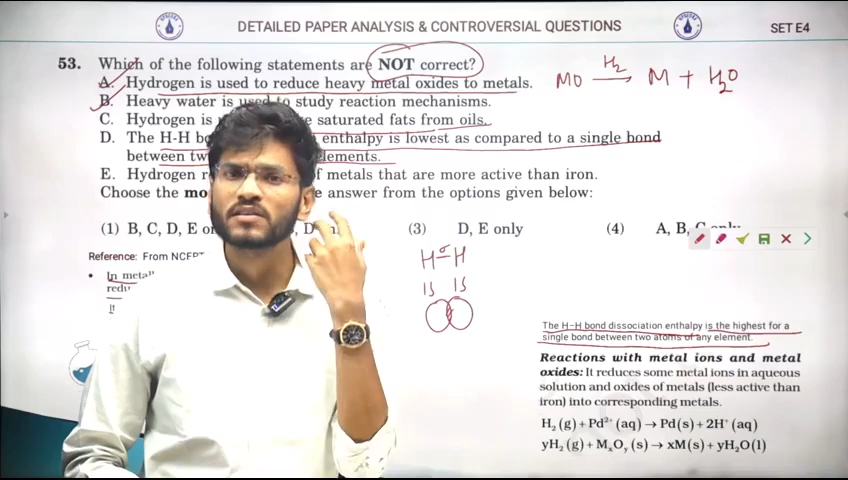 DETAILED PAPER ANALYSIS & CONTROVERSIAL QUESTIONS
SET E4
53. Which of the following statements are NOT correct?
A. Hydrogen is used to reduce heavy metal oxides to metals.
MO H₂ → M + H₂O
B. Heavy water is used to study reaction mechanisms.
C. Hydrogen is saturated fats from oils.
D. The H-H enthalpy is lowest as compared to a single bond
between elements.
E. Hydrogen of metals that are more active than iron.
Choose the answer from the options given below:
(1) B, C, D, E (3) D, E only (4) A, B,
Reference: From NCERT
• In
H σ H
1s 1s
The H–H bond dissociation enthalpy is the highest for a
single bond between two atoms of any element.
Reactions with metal ions and metal
oxides: It reduces some metal ions in aqueous
solution and oxides of metals (less active than
iron) into corresponding metals.
H₂(g) + Pd²⁺(aq) → Pd(s) + 2H⁺(aq)
yH₂(g) + MₓOᵧ(s) → xM(s) + yH₂O(l)